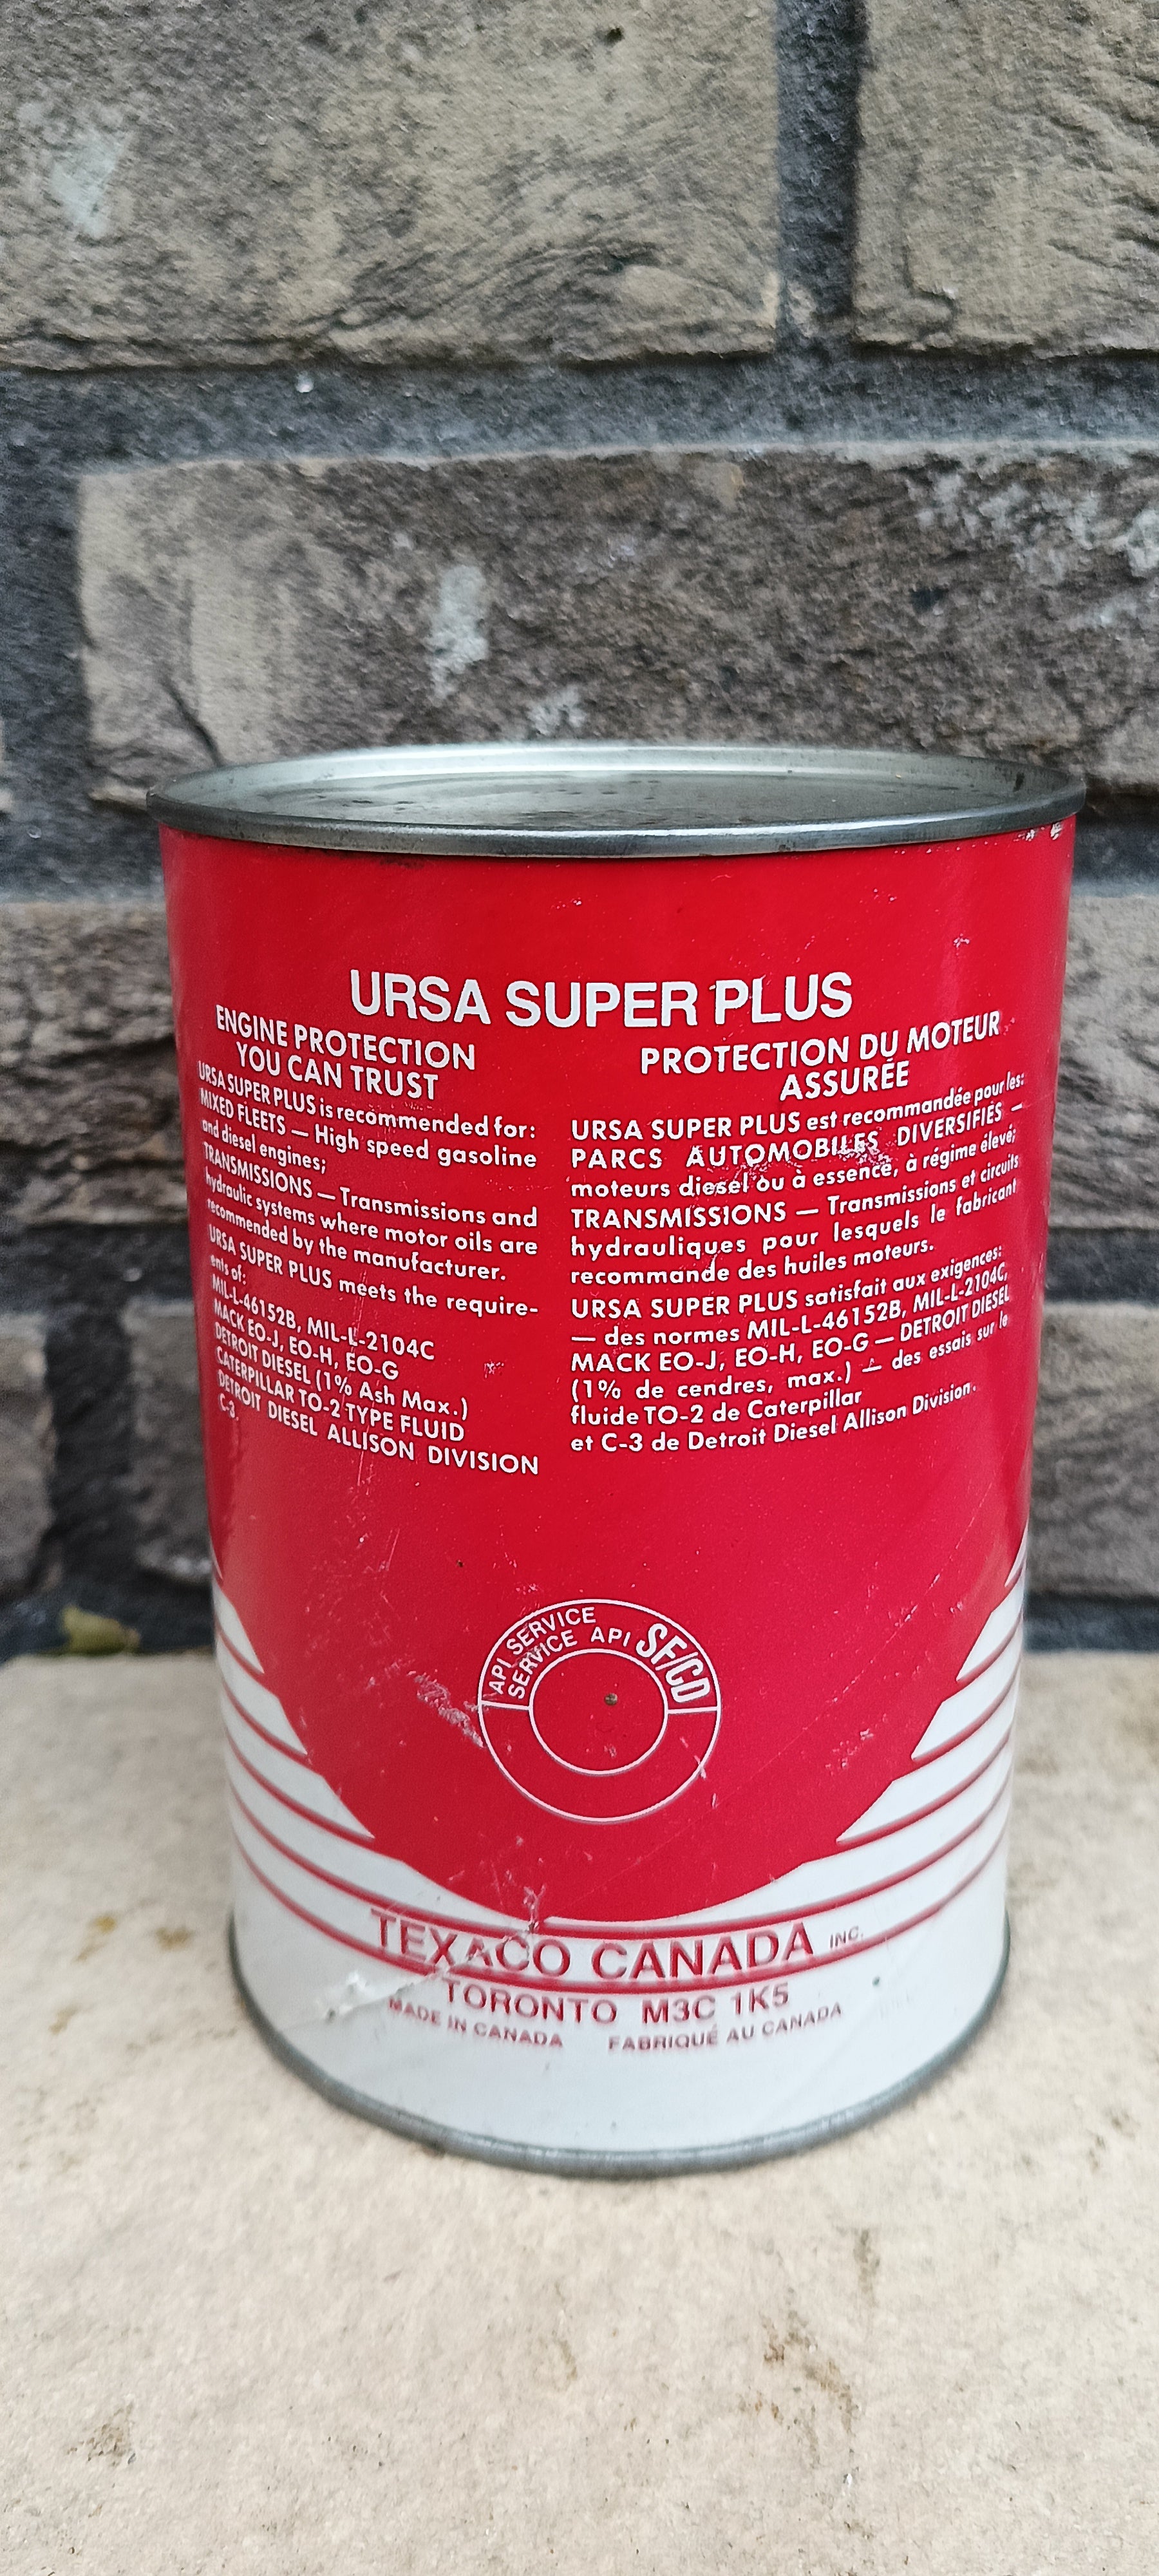 URSA SUPER PLUS
ENGINE PROTECTION
YOU CAN TRUST
URSA SUPER PLUS is recommended for:
MIXED FLEETS — High speed gasoline
and diesel engines;
TRANSMISSIONS — Transmissions and
hydraulic systems where motor oils are
recommended by the manufacturer.
URSA SUPER PLUS meets the require-
ents of:
MIL-L-46152B, MIL-L-2104C
MACK EO-J, EO-H, EO-G
DETROIT DIESEL (1% Ash Max.)
CATERPILLAR TO-2 TYPE FLUID
DETROIT DIESEL ALLISON DIVISION
C-3.
PROTECTION DU MOTEUR
ASSURÉE
URSA SUPER PLUS est recommandée pour les:
PARCS AUTOMOBILES DIVERSIFIÉS —
moteurs diesel ou à essence, à régime élevé;
TRANSMISSIONS — Transmissions et circuits
hydrauliques pour lesquels le fabricant
recommande des huiles moteurs.
URSA SUPER PLUS satisfait aux exigences:
— des normes MIL-L-46152B, MIL-L-2104C,
MACK EO-J, EO-H, EO-G — DETROIT DIESEL
(1% de cendres, max.) — des essais sur le
fluide TO-2 de Caterpillar
et C-3 de Detroit Diesel Allison Division.
API SERVICE
SERVICE API SF/CD
TEXACO CANADA INC.
TORONTO M3C 1K5
MADE IN CANADA FABRIQUÉ AU CANADA